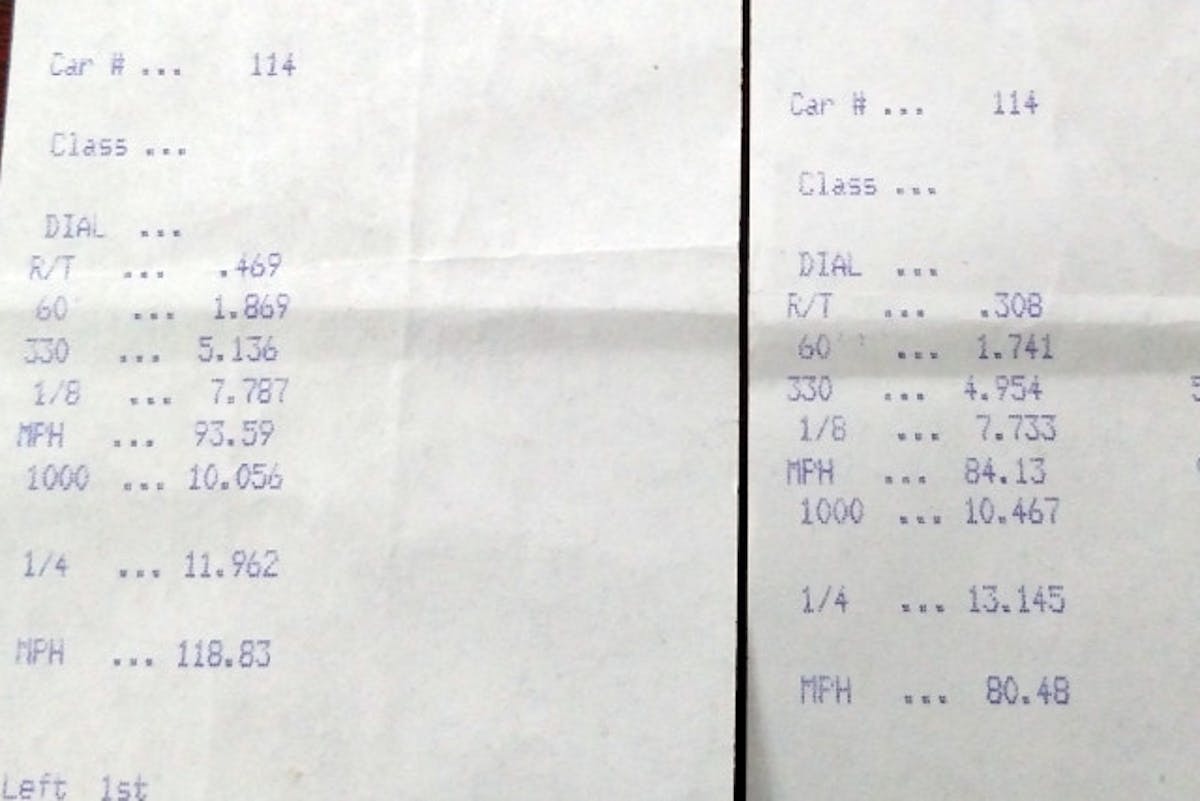 Car # ... 114
Class ...
DIAL ...
R/T ... .469
60 ... 1.869
330 ... 5.136
1/8 ... 7.787
MPH ... 93.59
1000 ... 10.056
1/4 ... 11.962
MPH ... 118.83
Left 1st
Car # ... 114
Class ...
DIAL ...
R/T ... .308
60'' ... 1.741
330 ... 4.954
1/8 ... 7.733
MPH ... 84.13
1000 ... 10.467
1/4 ... 13.145
MPH ... 80.48